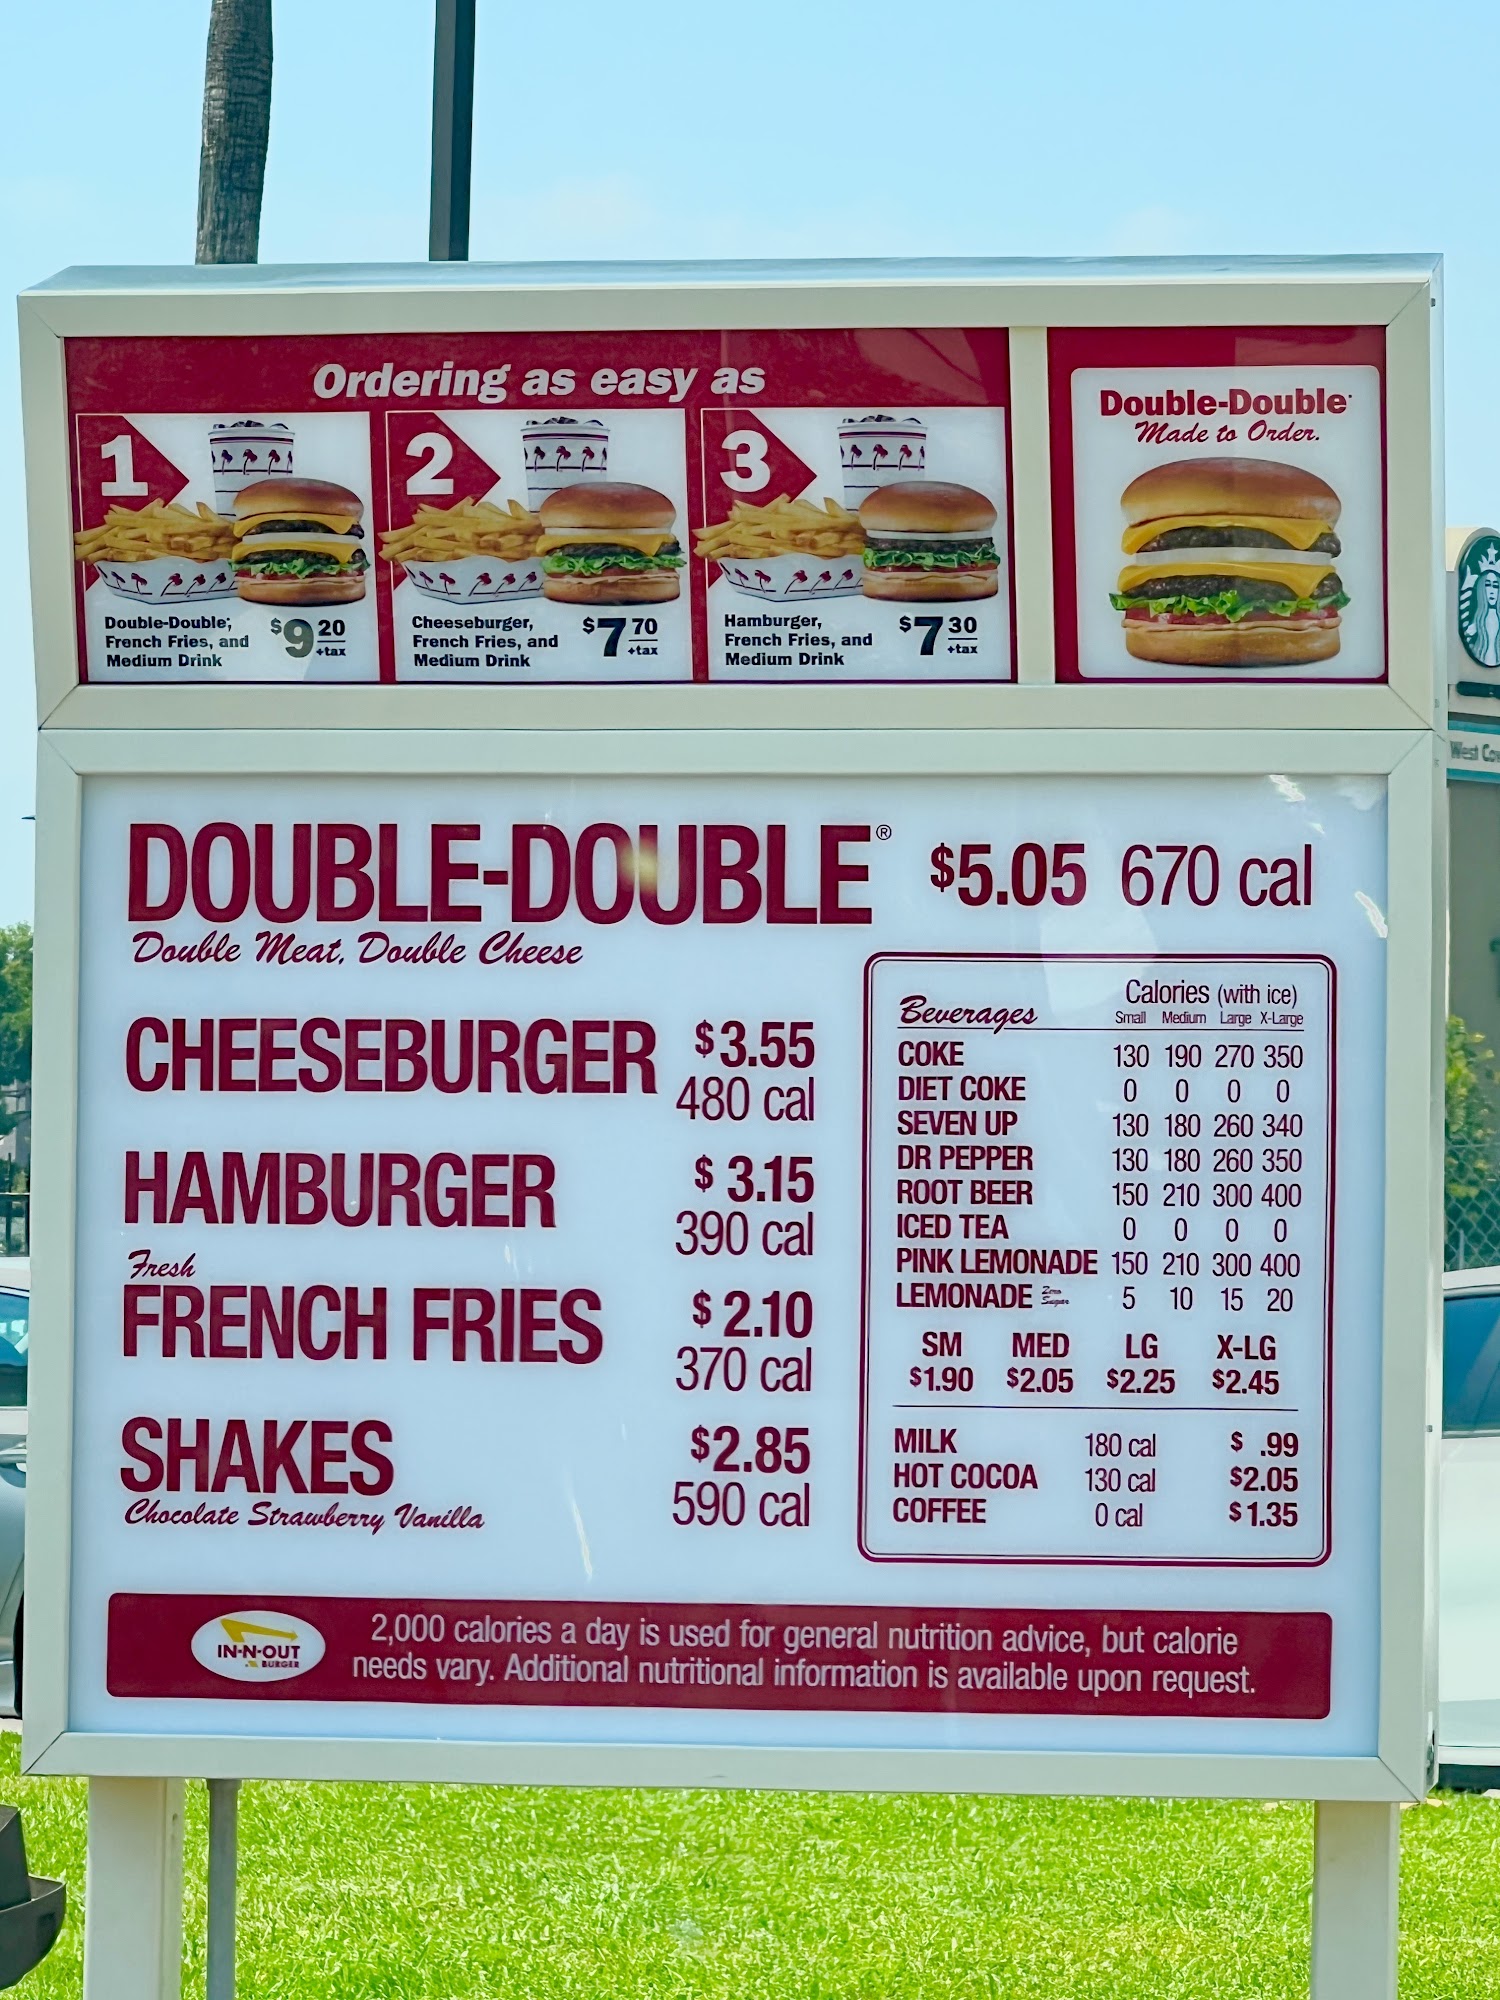 Ordering as easy as
1
Double-Double,®
French Fries, and
Medium Drink
$9 20
+tax
2
Cheeseburger,
French Fries, and
Medium Drink
$7 70
+tax
3
Hamburger,
French Fries, and
Medium Drink
$7 30
+tax
Double-Double®
Made to Order.
DOUBLE-DOUBLE® $5.05 670 cal
Double Meat, Double Cheese
CHEESEBURGER $3.55
480 cal
HAMBURGER $3.15
390 cal
Fresh
FRENCH FRIES $2.10
370 cal
SHAKES $2.85
Chocolate Strawberry Vanilla 590 cal
Calories (with ice)
Beverages Small Medium Large X-Large
COKE 130 190 270 350
DIET COKE 0 0 0 0
SEVEN UP 130 180 260 340
DR PEPPER 130 180 260 350
ROOT BEER 150 210 300 400
ICED TEA 0 0 0 0
PINK LEMONADE 150 210 300 400
LEMONADE Zero Sugar 5 10 15 20
SM MED LG X-LG
$1.90 $2.05 $2.25 $2.45
MILK 180 cal $ .99
HOT COCOA 130 cal $2.05
COFFEE 0 cal $1.35
IN-N-OUT
BURGER
2,000 calories a day is used for general nutrition advice, but calorie
needs vary. Additional nutritional information is available upon request.
West